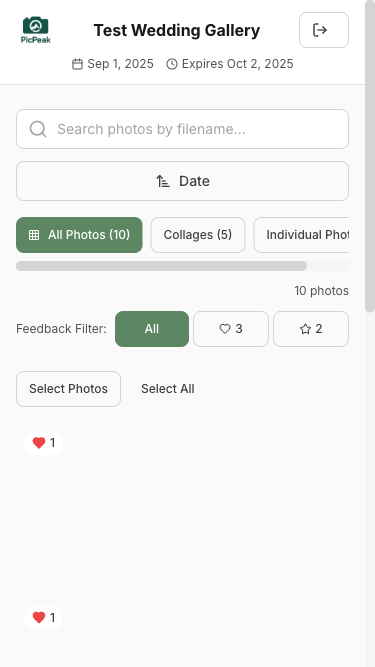 PicPeak
Test Wedding Gallery
Sep 1, 2025 Expires Oct 2, 2025
Search photos by filename...
Date
All Photos (10) Collages (5) Individual Phot
10 photos
Feedback Filter: All 3 2
Select Photos Select All
1
1